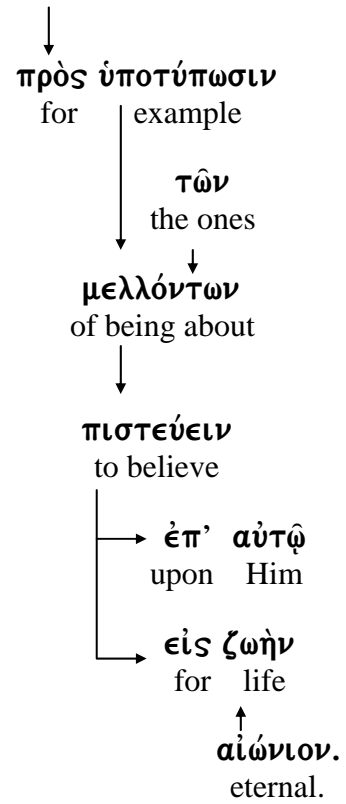 πρὸς ὑποτύπωσιν
for example
τῶν
the ones
μελλόντων
of being about
πιστεύειν
to believe
ἐπ’ αὐτῷ
upon Him
εἰς ζωὴν
for life
αἰώνιον.
eternal.